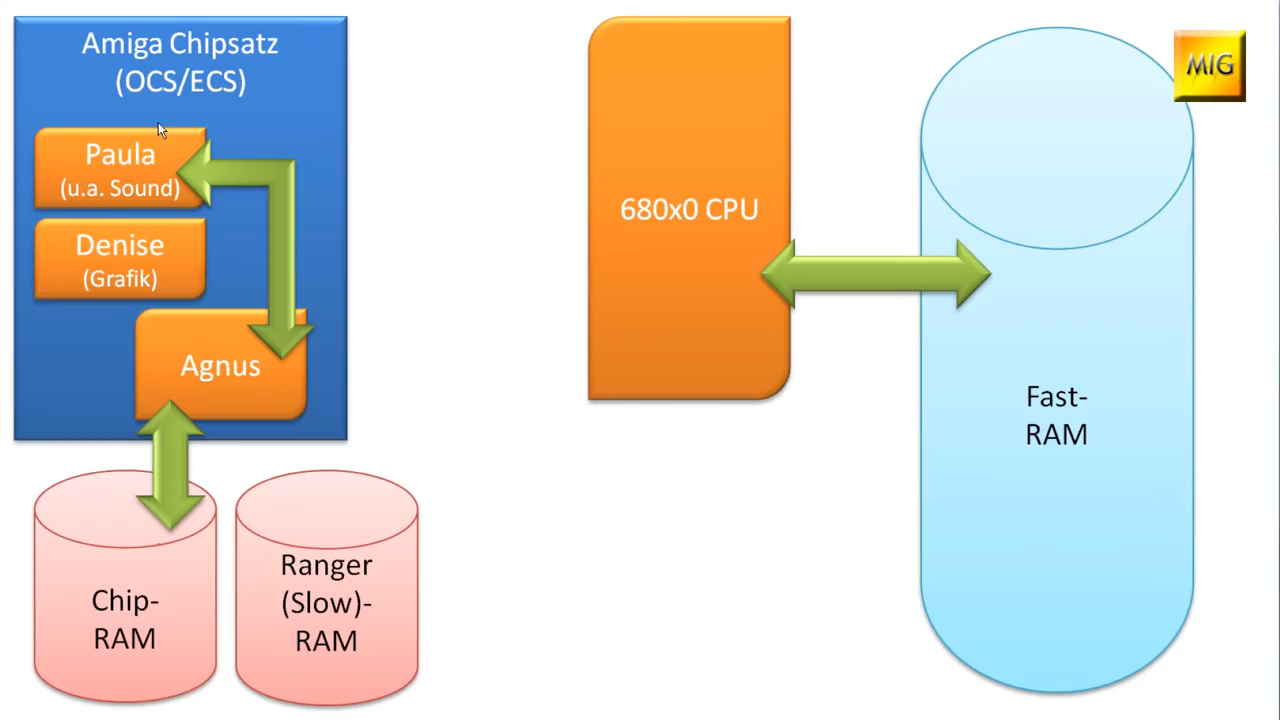 Amiga Chipsatz
(OCS/ECS)
Paula
(u.a. Sound)
Denise
(Grafik)
Agnus
Chip-
RAM
Ranger
(Slow)-
RAM
680x0 CPU
Fast-
RAM
MIG